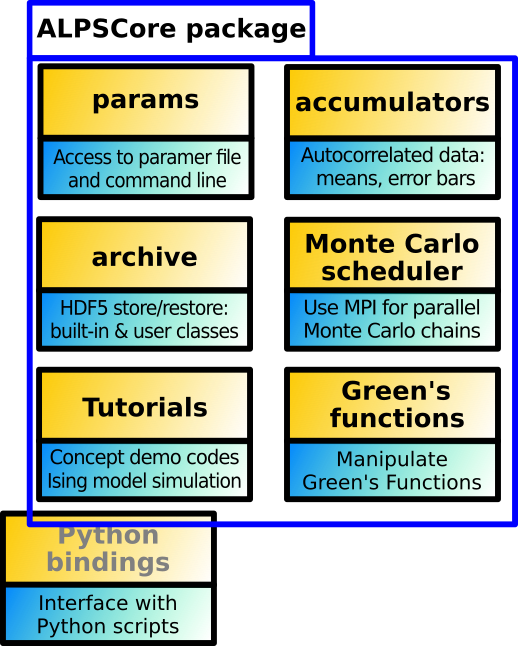 ALPSCore package
params
Access to paramer file
and command line
accumulators
Autocorrelated data:
means, error bars
archive
HDF5 store/restore:
built-in & user classes
Monte Carlo
scheduler
Use MPI for parallel
Monte Carlo chains
Tutorials
Concept demo codes
Ising model simulation
Green's
functions
Manipulate
Green's Functions
Python
bindings
Interface with
Python scripts